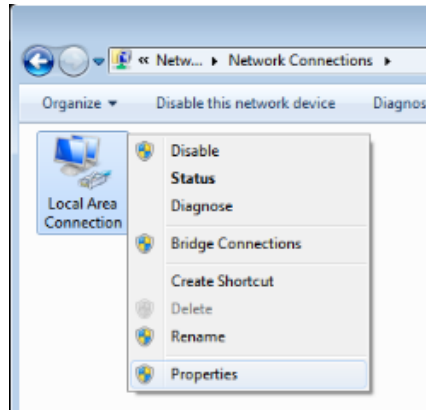 « Netw... ▸ Network Connections ▸
Organize ▾ Disable this network device Diagnos
Local Area
Connection
Disable
Status
Diagnose
Bridge Connections
Create Shortcut
Delete
Rename
Properties